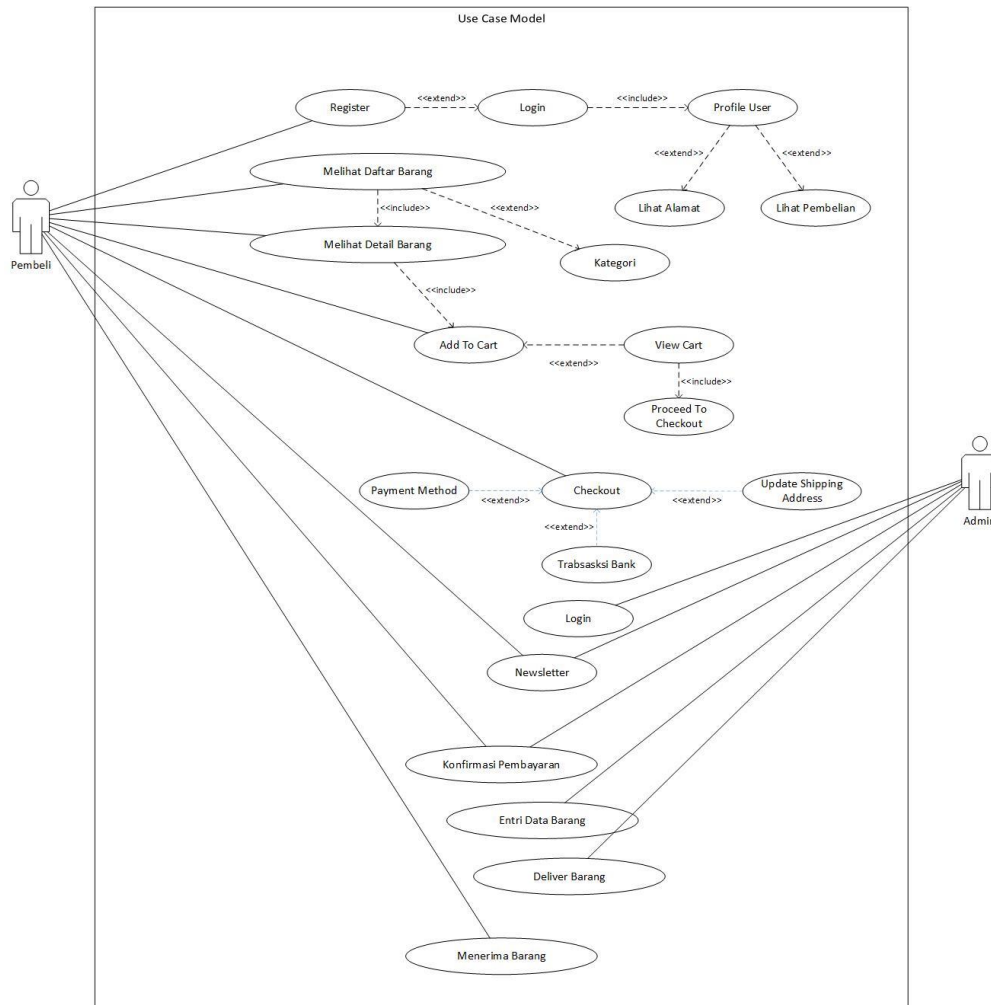 Use Case Model
Register
<<extend>>
Login
<<include>>
Profile User
<<extend>>
<<extend>>
Melihat Daftar Barang
<<include>>
<<extend>>
Lihat Alamat
Lihat Pembelian
Melihat Detail Barang
Pembeli
Kategori
<<include>>
Add To Cart
<<extend>>
View Cart
<<include>>
Proceed To
Checkout
Payment Method
<<extend>>
Checkout
<<extend>>
Update Shipping
Address
<<extend>>
Admin
Trabsasksi Bank
Login
Newsletter
Konfirmasi Pembayaran
Entri Data Barang
Deliver Barang
Menerima Barang